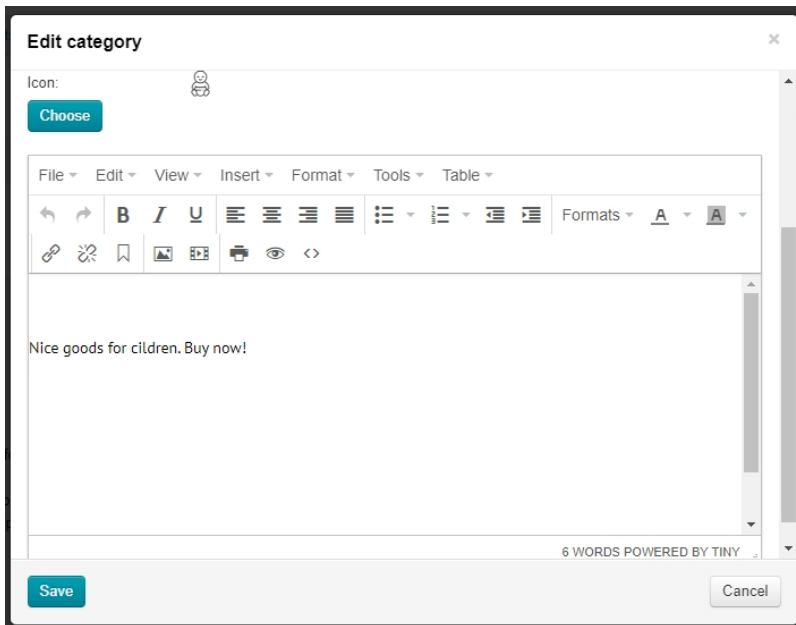 Edit category ×
Icon:
Choose
File Edit View Insert Format Tools Table
B I U Formats A A
Nice goods for cildren. Buy now!
6 WORDS POWERED BY TINY
Save Cancel